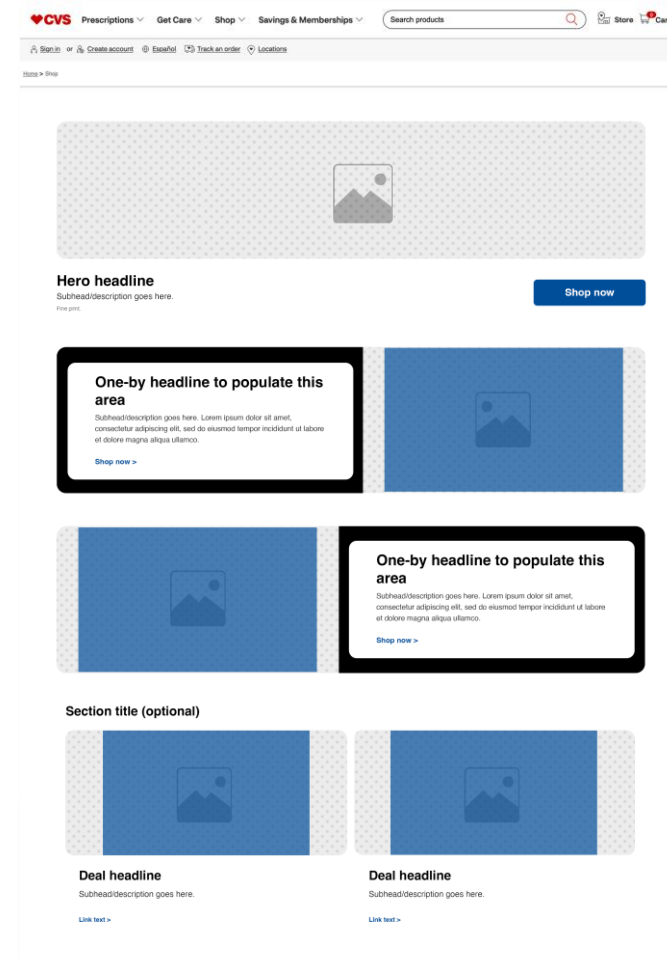 CVS Prescriptions Get Care Shop Savings & Memberships Search products Store Car
Sign in or Create account Español Track an order Locations
Home > Shop
Hero headline
Subhead/description goes here.
Fine print.
Shop now
One-by headline to populate this
area
Subhead/description goes here. Lorem ipsum dolor sit amet,
consectetur adipiscing elit, sed do eiusmod tempor incididunt ut labore
et dolore magna aliqua ullamco.
Shop now >
One-by headline to populate this
area
Subhead/description goes here. Lorem ipsum dolor sit amet,
consectetur adipiscing elit, sed do eiusmod tempor incididunt ut labore
et dolore magna aliqua ullamco.
Shop now >
Section title (optional)
Deal headline
Subhead/description goes here.
Link text >
Deal headline
Subhead/description goes here.
Link text >